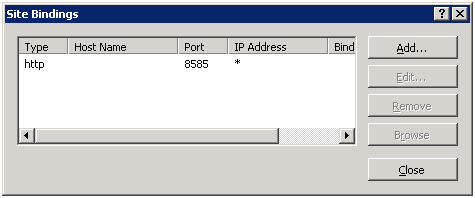 Site Bindings
Type Host Name Port IP Address Bind
http 8585 *
Add...
Edit...
Remove
Browse
Close